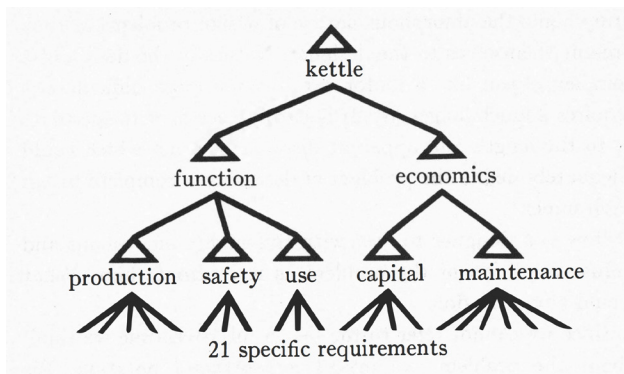 kettle
function economics
production safety use capital maintenance
21 specific requirements